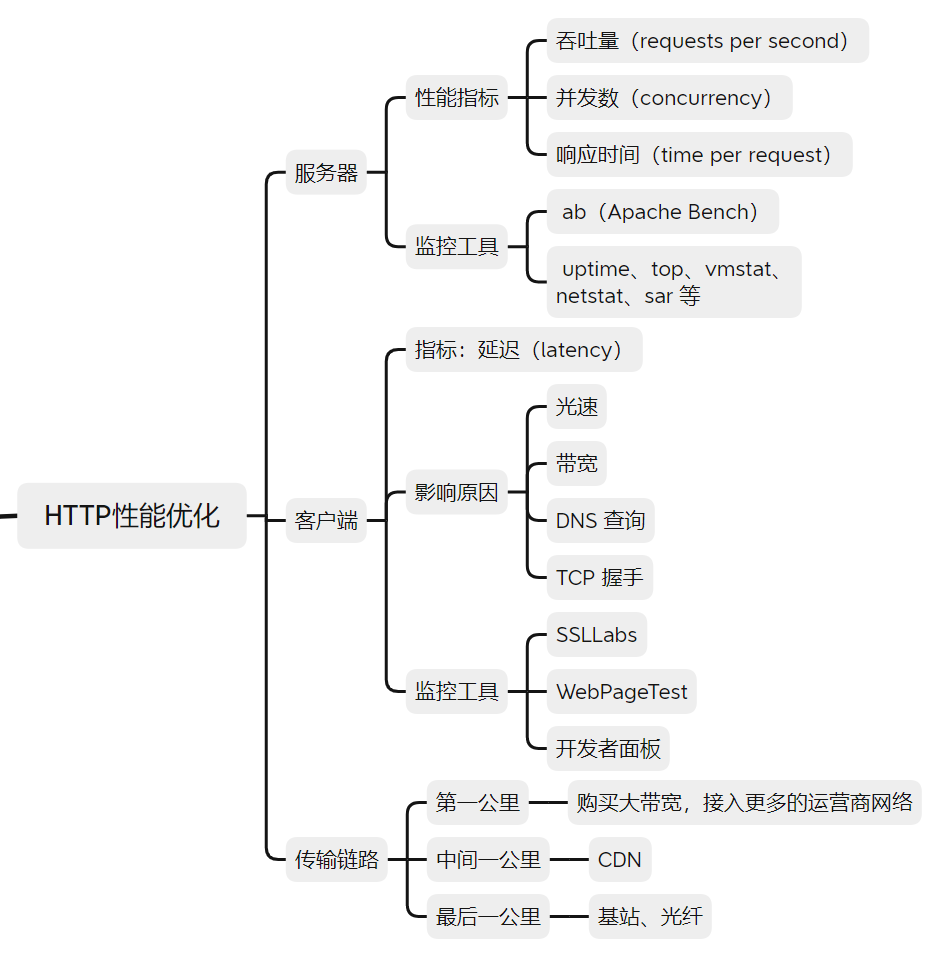 HTTP性能优化
服务器
性能指标
吞吐量（requests per second）
并发数（concurrency）
响应时间（time per request）
监控工具
ab（Apache Bench）
uptime、top、vmstat、
netstat、sar 等
客户端
指标：延迟（latency）
影响原因
光速
带宽
DNS 查询
TCP 握手
监控工具
SSLLabs
WebPageTest
开发者面板
传输链路
第一公里
购买大带宽，接入更多的运营商网络
中间一公里
CDN
最后一公里
基站、光纤